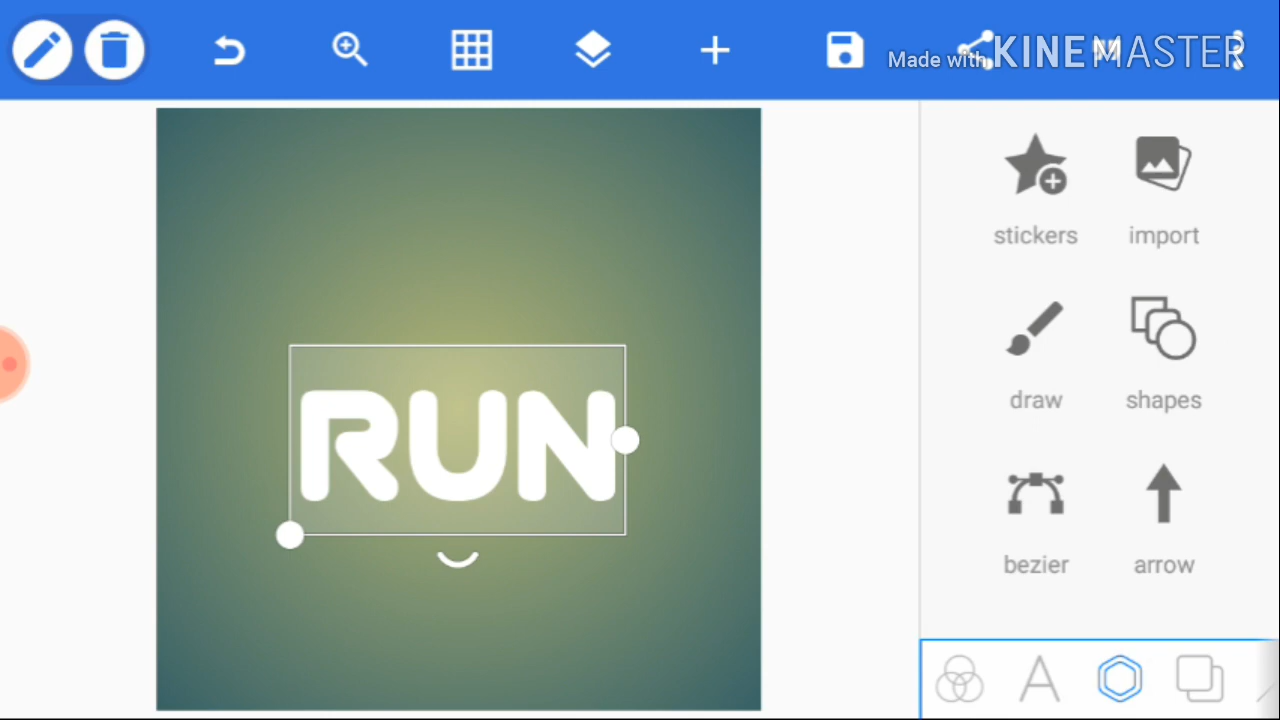 Made with KINEMASTER
stickers import
RUN
draw shapes
bezier arrow